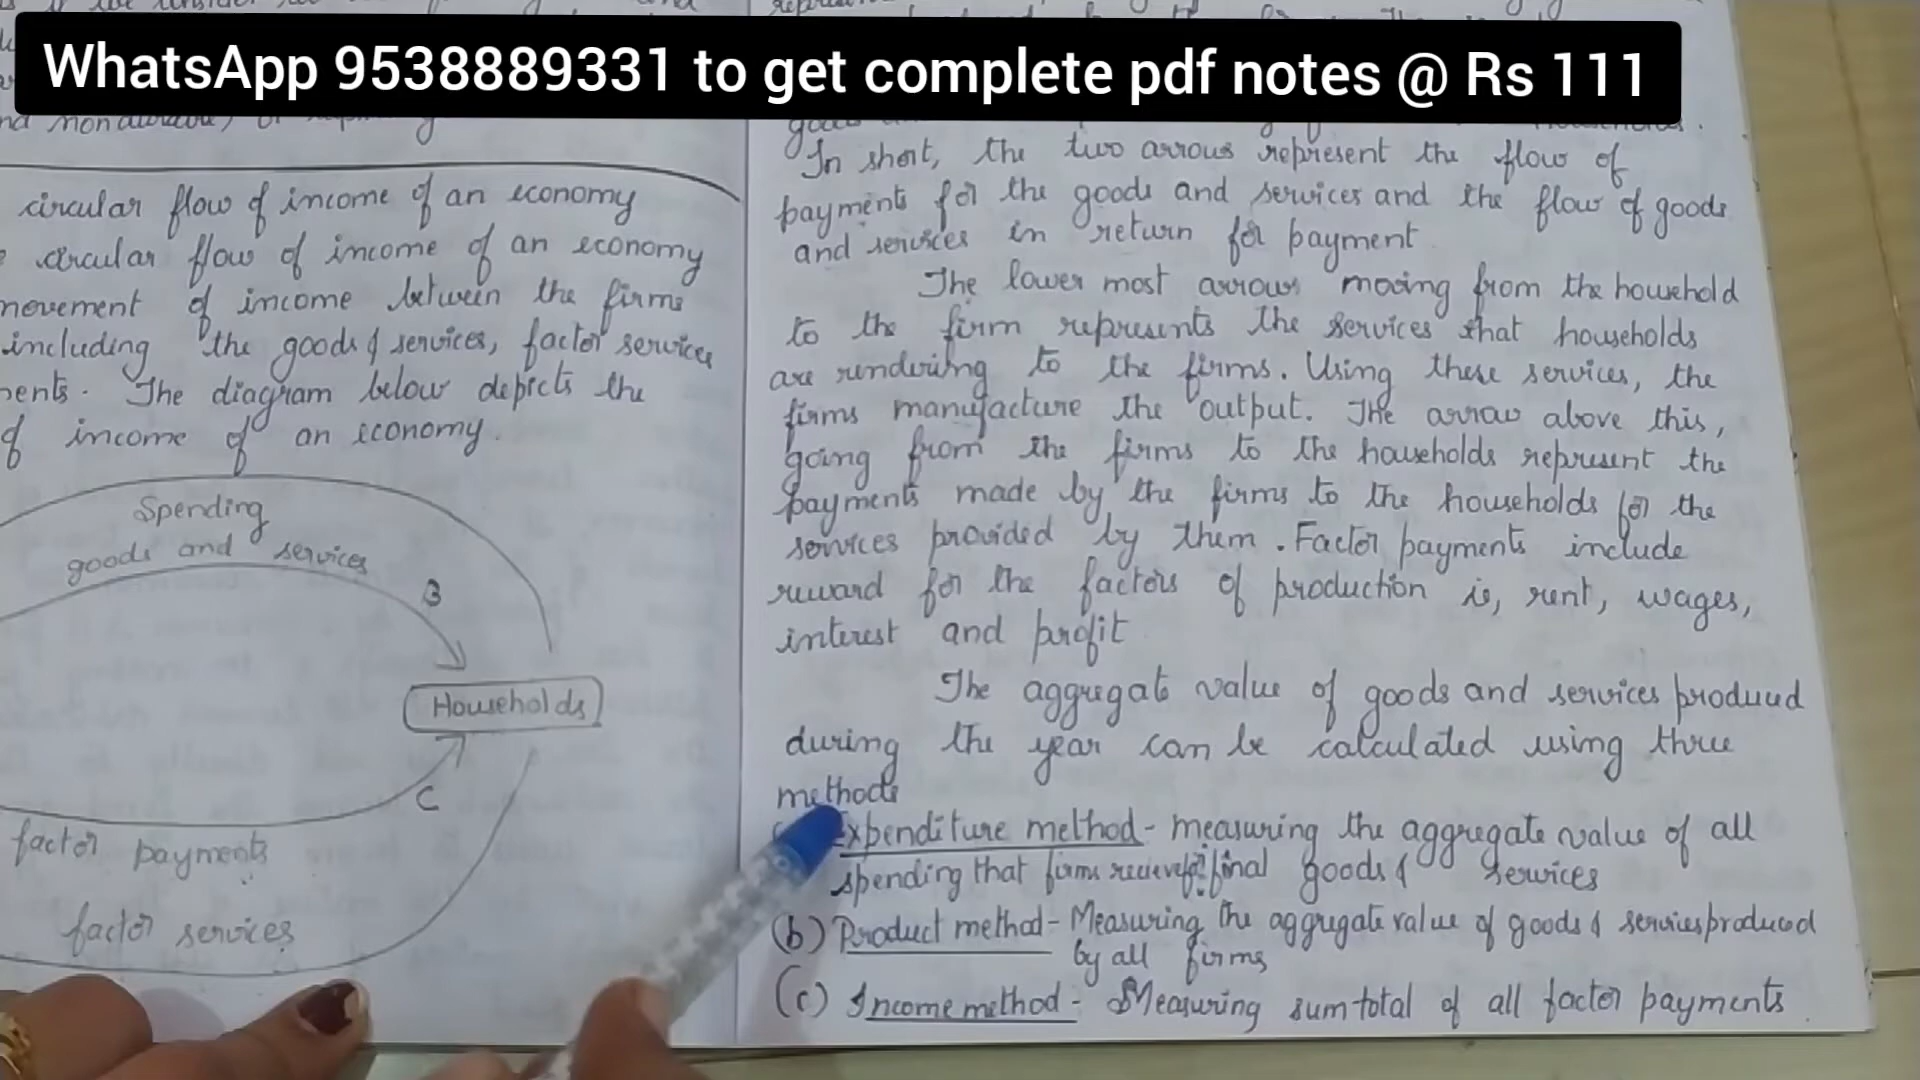 WhatsApp 9538889331 to get complete pdf notes @ Rs 111
circular flow of income of an economy
circular flow of income of an economy
movement of income between the firms
including the goods & services, factor services
The diagram below depicts the
of income of an economy.
Spending
goods and services
B
Households
C
factor payments
factor services
In short, the two arrows represent the flow of
payments for the goods and services and the flow of goods
and services in return for payment
The lower most arrows moving from the household
to the firm represents the services that households
are rendering to the firms. Using these services, the
firms manufacture the output. The arrow above this,
going from the firms to the households represent the
payments made by the firms to the households for the
services provided by them. Factor payments include
reward for the factors of production ie, rent, wages,
interest and profit
The aggregate value of goods and services produced
during the year can be calculated using three
methods
Expenditure method - measuring the aggregate value of all
spending that firms recieve for final goods & services
(b) Product method - Measuring the aggregate value of goods & services produced
by all firms
(c) Income method - Measuring sum total of all factor payments